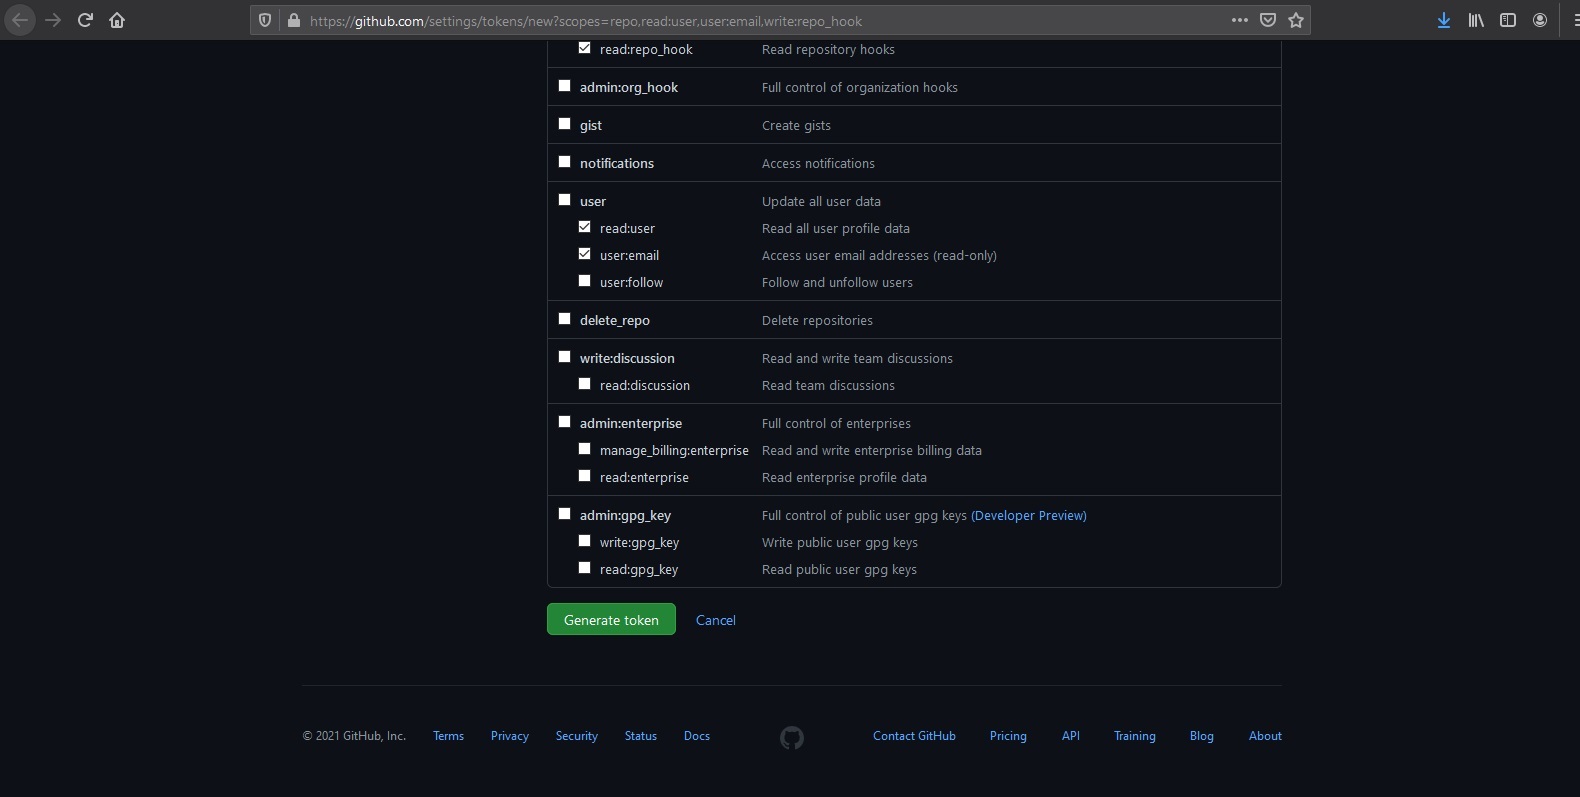 https://github.com/settings/tokens/new?scopes=repo,read:user,user:email,write:repo_hook
read:repo_hook Read repository hooks
admin:org_hook Full control of organization hooks
gist Create gists
notifications Access notifications
user Update all user data
read:user Read all user profile data
user:email Access user email addresses (read-only)
user:follow Follow and unfollow users
delete_repo Delete repositories
write:discussion Read and write team discussions
read:discussion Read team discussions
admin:enterprise Full control of enterprises
manage_billing:enterprise Read and write enterprise billing data
read:enterprise Read enterprise profile data
admin:gpg_key Full control of public user gpg keys (Developer Preview)
write:gpg_key Write public user gpg keys
read:gpg_key Read public user gpg keys
Generate token Cancel
© 2021 GitHub, Inc. Terms Privacy Security Status Docs Contact GitHub Pricing API Training Blog About